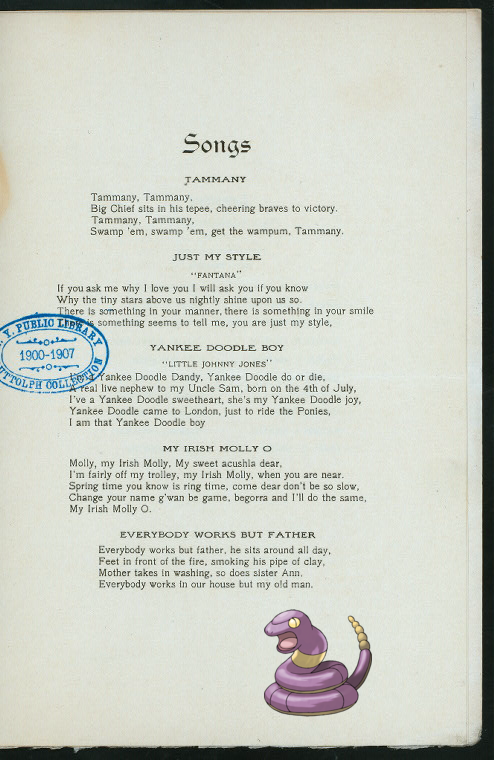 Songs
TAMMANY
Tammany, Tammany.
Big Chief sits in his tepee, cheering braves to victory.
Tammany, Tammany,
Swamp 'em, swamp 'em, get the wampum, Tammany.
JUST MY STYLE
"FANTANA"
If you ask me why I love you I will ask you if you know
Why the tiny stars above us nightly shine upon us so.
There is something in your manner, there is something in your smile
is something seems to tell me, you are just my style,
YANKEE DOODLE BOY
"LITTLE JOHNNY JONES"
Yankee Doodle Dandy, Yankee Doodle do or die,
A real live nephew to my Uncle Sam, born on the 4th of July,
I've a Yankee Doodle sweetheart, she's my Yankee Doodle joy,
Yankee Doodle came to London, just to ride the Ponies,
I am that Yankee Doodle boy
MY IRISH MOLLY O
Molly, my Irish Molly, My sweet acushla dear,
I'm fairly off my trolley, my Irish Molly, when you are near.
Spring time you know is ring time, come dear don't be so slow,
Change your name g'wan be game, begorra and I'll do the same,
My Irish Molly O.
EVERYBODY WORKS BUT FATHER
Everybody works but father, he sits around all day,
Feet in front of the fire, smoking his pipe of clay,
Mother takes in washing, so does sister Ann.
Everybody works in our house but my old man.
Y. PUBLIC LIBRARY
1900-1907
UTTOLPH COLLECTION